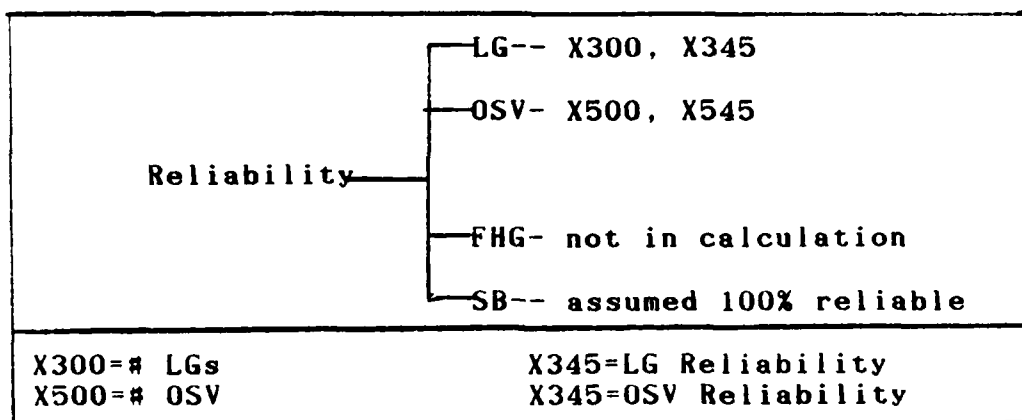 LG-- X300, X345
OSV- X500, X545
Reliability
FHG- not in calculation
SB-- assumed 100% reliable
X300=# LGs X345=LG Reliability
X500=# OSV X345=OSV Reliability